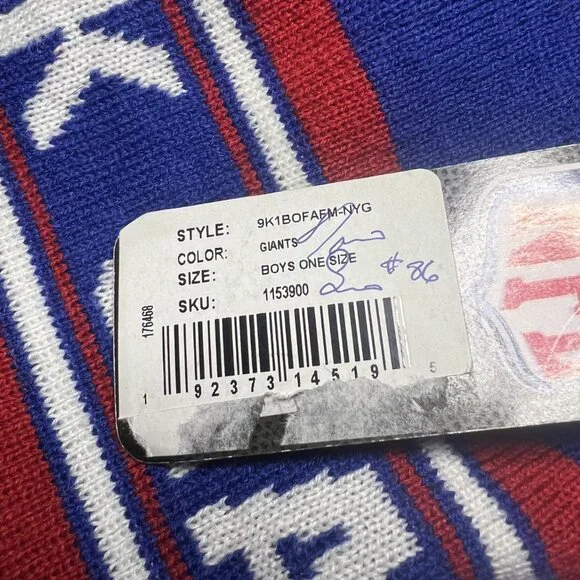 STYLE: 9K1BOFAFM-NYG
COLOR: GIANTS
SIZE: BOYS ONE SIZE
SKU: 1153900
# 86
176468
1 92373 14519 5